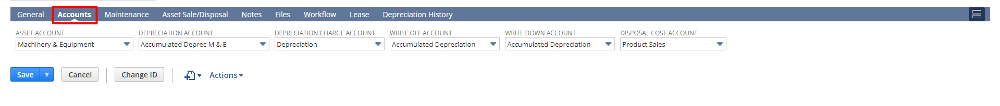 General Accounts Maintenance Asset Sale/Disposal Notes Files Workflow Lease Depreciation History
ASSET ACCOUNT DEPRECIATION ACCOUNT DEPRECIATION CHARGE ACCOUNT WRITE OFF ACCOUNT WRITE DOWN ACCOUNT DISPOSAL COST ACCOUNT
Machinery & Equipment Accumulated Deprec M & E Depreciation Accumulated Depreciation Accumulated Depreciation Product Sales
Save Cancel Change ID Actions